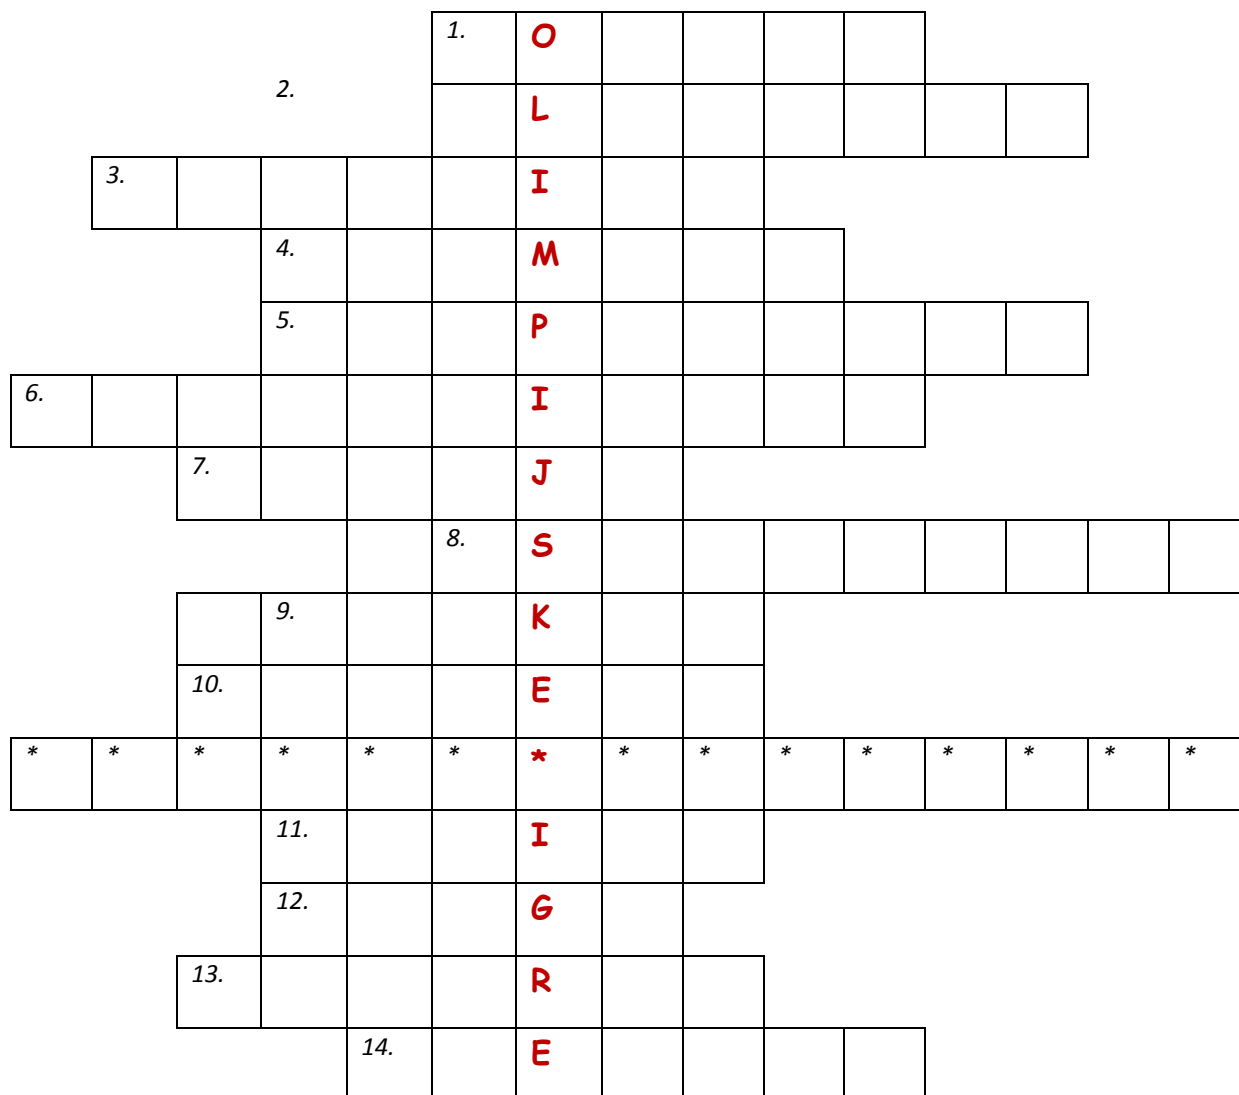 1. O
2. L
3. I
4. M
5. P
6. I
7. J
8. S
9. K
10. E
* * * * * * * * * * * * * * *
11. I
12. G
13. R
14. E